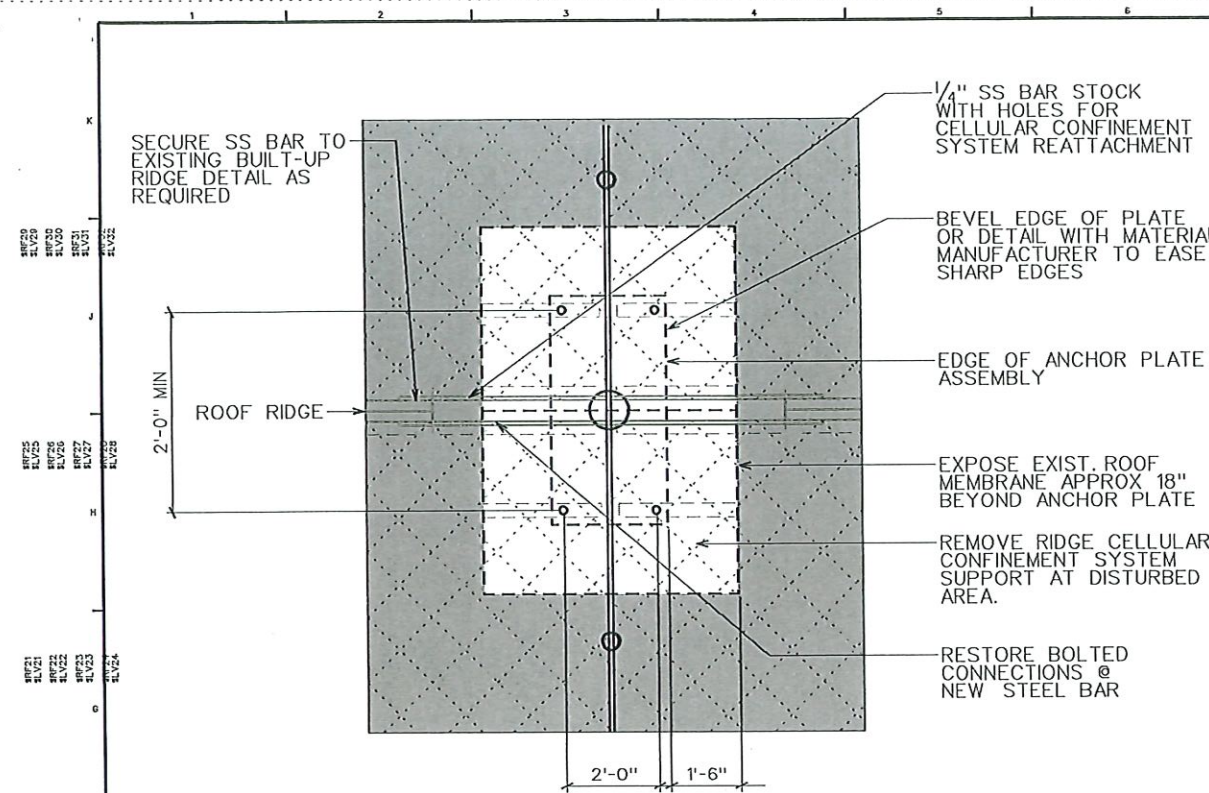 1
2
3
4
5
6
K
J
H
G
SECURE SS BAR TO
EXISTING BUILT-UP
RIDGE DETAIL AS
REQUIRED
ROOF RIDGE
2'-0" MIN
1/4" SS BAR STOCK
WITH HOLES FOR
CELLULAR CONFINEMENT
SYSTEM REATTACHMENT
BEVEL EDGE OF PLATE
OR DETAIL WITH MATERIAL
MANUFACTURER TO EASE
SHARP EDGES
EDGE OF ANCHOR PLATE
ASSEMBLY
EXPOSE EXIST. ROOF
MEMBRANE APPROX 18"
BEYOND ANCHOR PLATE
REMOVE RIDGE CELLULAR
CONFINEMENT SYSTEM
SUPPORT AT DISTURBED
AREA.
RESTORE BOLTED
CONNECTIONS @
NEW STEEL BAR
2'-0"
1'-6"